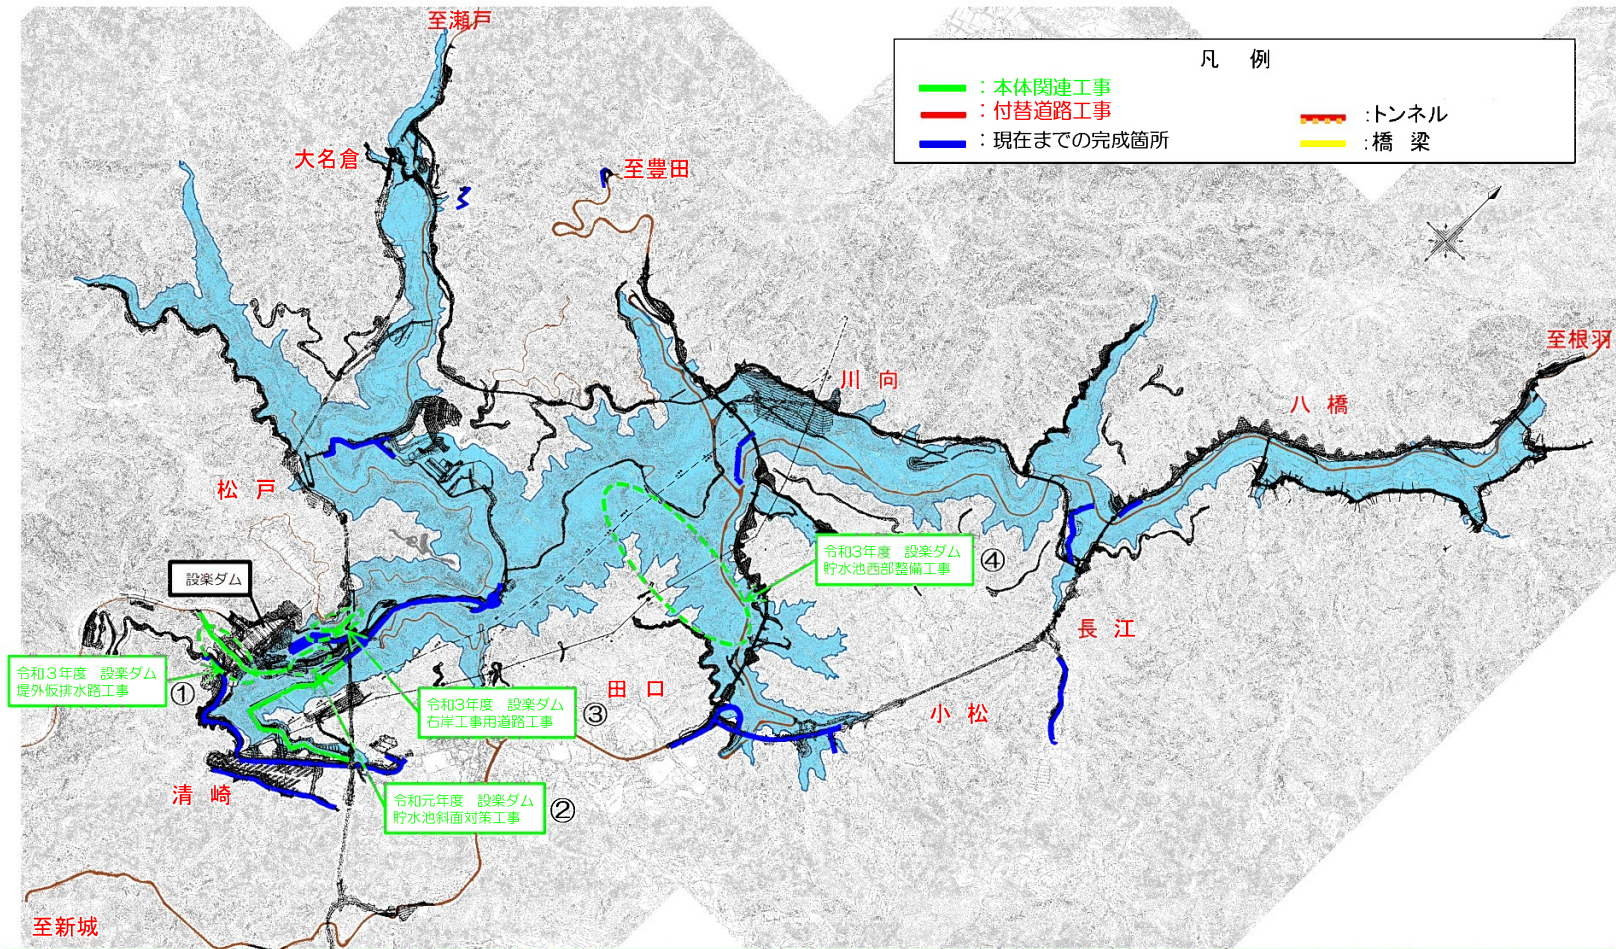 至瀬戸
凡 例
：本体関連工事
：付替道路工事
：現在までの完成箇所
：トンネル
：橋 梁
大名倉
至豊田
至根羽
川 向
八 橋
松 戸
令和3年度 設楽ダム
貯水池西部整備工事
④
設楽ダム
長 江
令和３年度 設楽ダム
堤外仮排水路工事
①
田 口
令和3年度 設楽ダム
右岸工事用道路工事
③
小 松
清 崎
令和元年度 設楽ダム
貯水池斜面対策工事
②
至新城